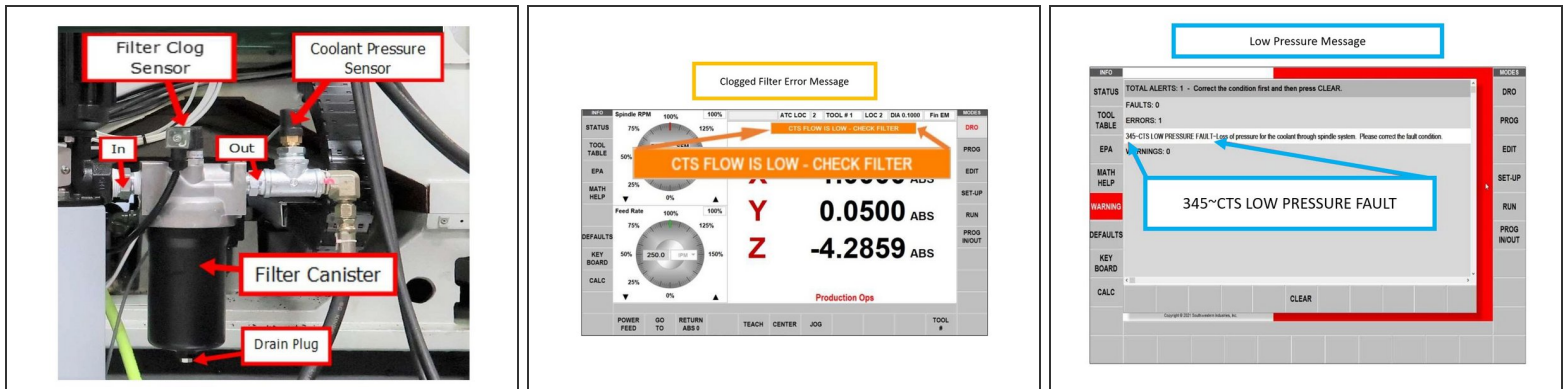 Filter Clog
Sensor
Coolant Pressure
Sensor
In
Out
Filter Canister
Drain Plug
Clogged Filter Error Message
INFO
Spindle RPM
100%
100%
ATC LOC 2 TOOL # 1 LOC 2 DIA 0.1000 Fin EM
MODES
STATUS
75%
125%
CTS FLOW IS LOW - CHECK FILTER
DRO
TOOL
TABLE
50%
CTS FLOW IS LOW - CHECK FILTER
PROG
EPA
ABS
EDIT
MATH
HELP
25%
0%
SET-UP
Feed Rate
100%
100%
Y 0.0500 ABS
RUN
75%
125%
PROG
IN/OUT
DEFAULTS
KEY
BOARD
50%
250.0
IPM
150%
Z -4.2859 ABS
CALC
25%
0%
Production Ops
POWER
FEED
GO
TO
RETURN
ABS 0
TEACH
CENTER
JOG
TOOL
#
Low Pressure Message
INFO
MODES
STATUS
TOTAL ALERTS: 1 - Correct the condition first and then press CLEAR.
DRO
FAULTS: 0
TOOL
TABLE
ERRORS: 1
PROG
345~CTS LOW PRESSURE FAULT~Loss of pressure for the coolant through spindle system. Please correct the fault condition.
EPA
WARNINGS: 0
EDIT
MATH
HELP
345~CTS LOW PRESSURE FAULT
SET-UP
WARNING
RUN
DEFAULTS
PROG
IN/OUT
KEY
BOARD
CALC
CLEAR
Copyright © 2021 Southwestern Industries, Inc.